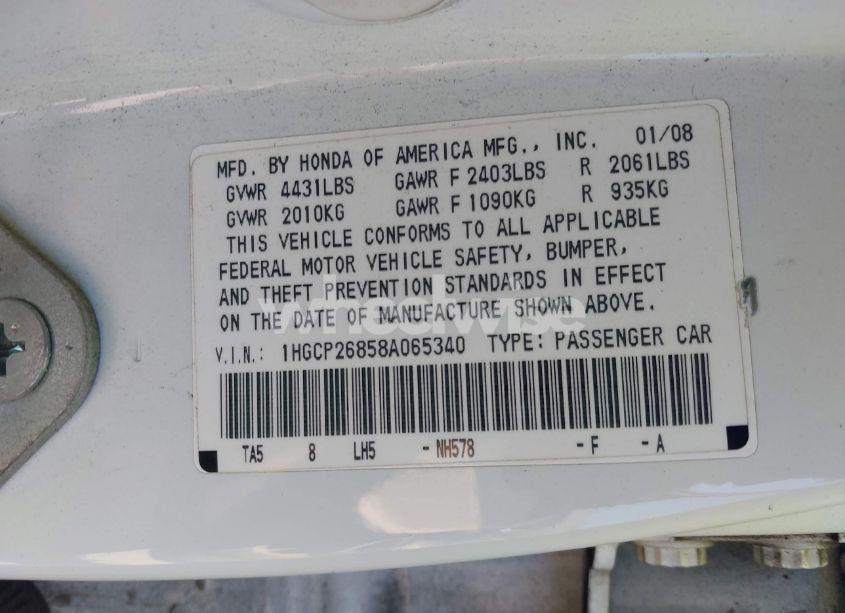 MFD. BY HONDA OF AMERICA MFG., INC. 01/08
GVWR 4431LBS GAWR F 2403LBS R 2061LBS
GVWR 2010KG GAWR F 1090KG R 935KG
THIS VEHICLE CONFORMS TO ALL APPLICABLE
FEDERAL MOTOR VEHICLE SAFETY, BUMPER,
AND THEFT PREVENTION STANDARDS IN EFFECT
ON THE DATE OF MANUFACTURE SHOWN ABOVE.
wheelwise
V.I.N.: 1HGCP26858A065340 TYPE: PASSENGER CAR
TA5 8 LH5 -NH578 -F -A